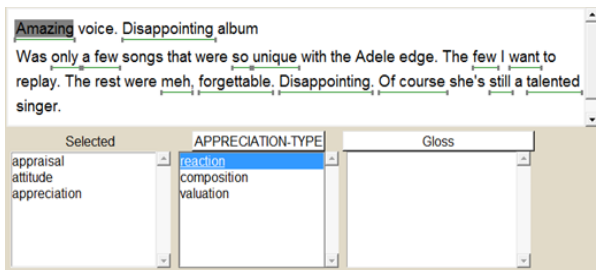 Amazing voice. Disappointing album
Was only a few songs that were so unique with the Adele edge. The few I want to
replay. The rest were meh, forgettable. Disappointing. Of course she's still a talented
singer.
Selected APPRECIATION-TYPE Gloss
appraisal reaction
attitude composition
appreciation valuation